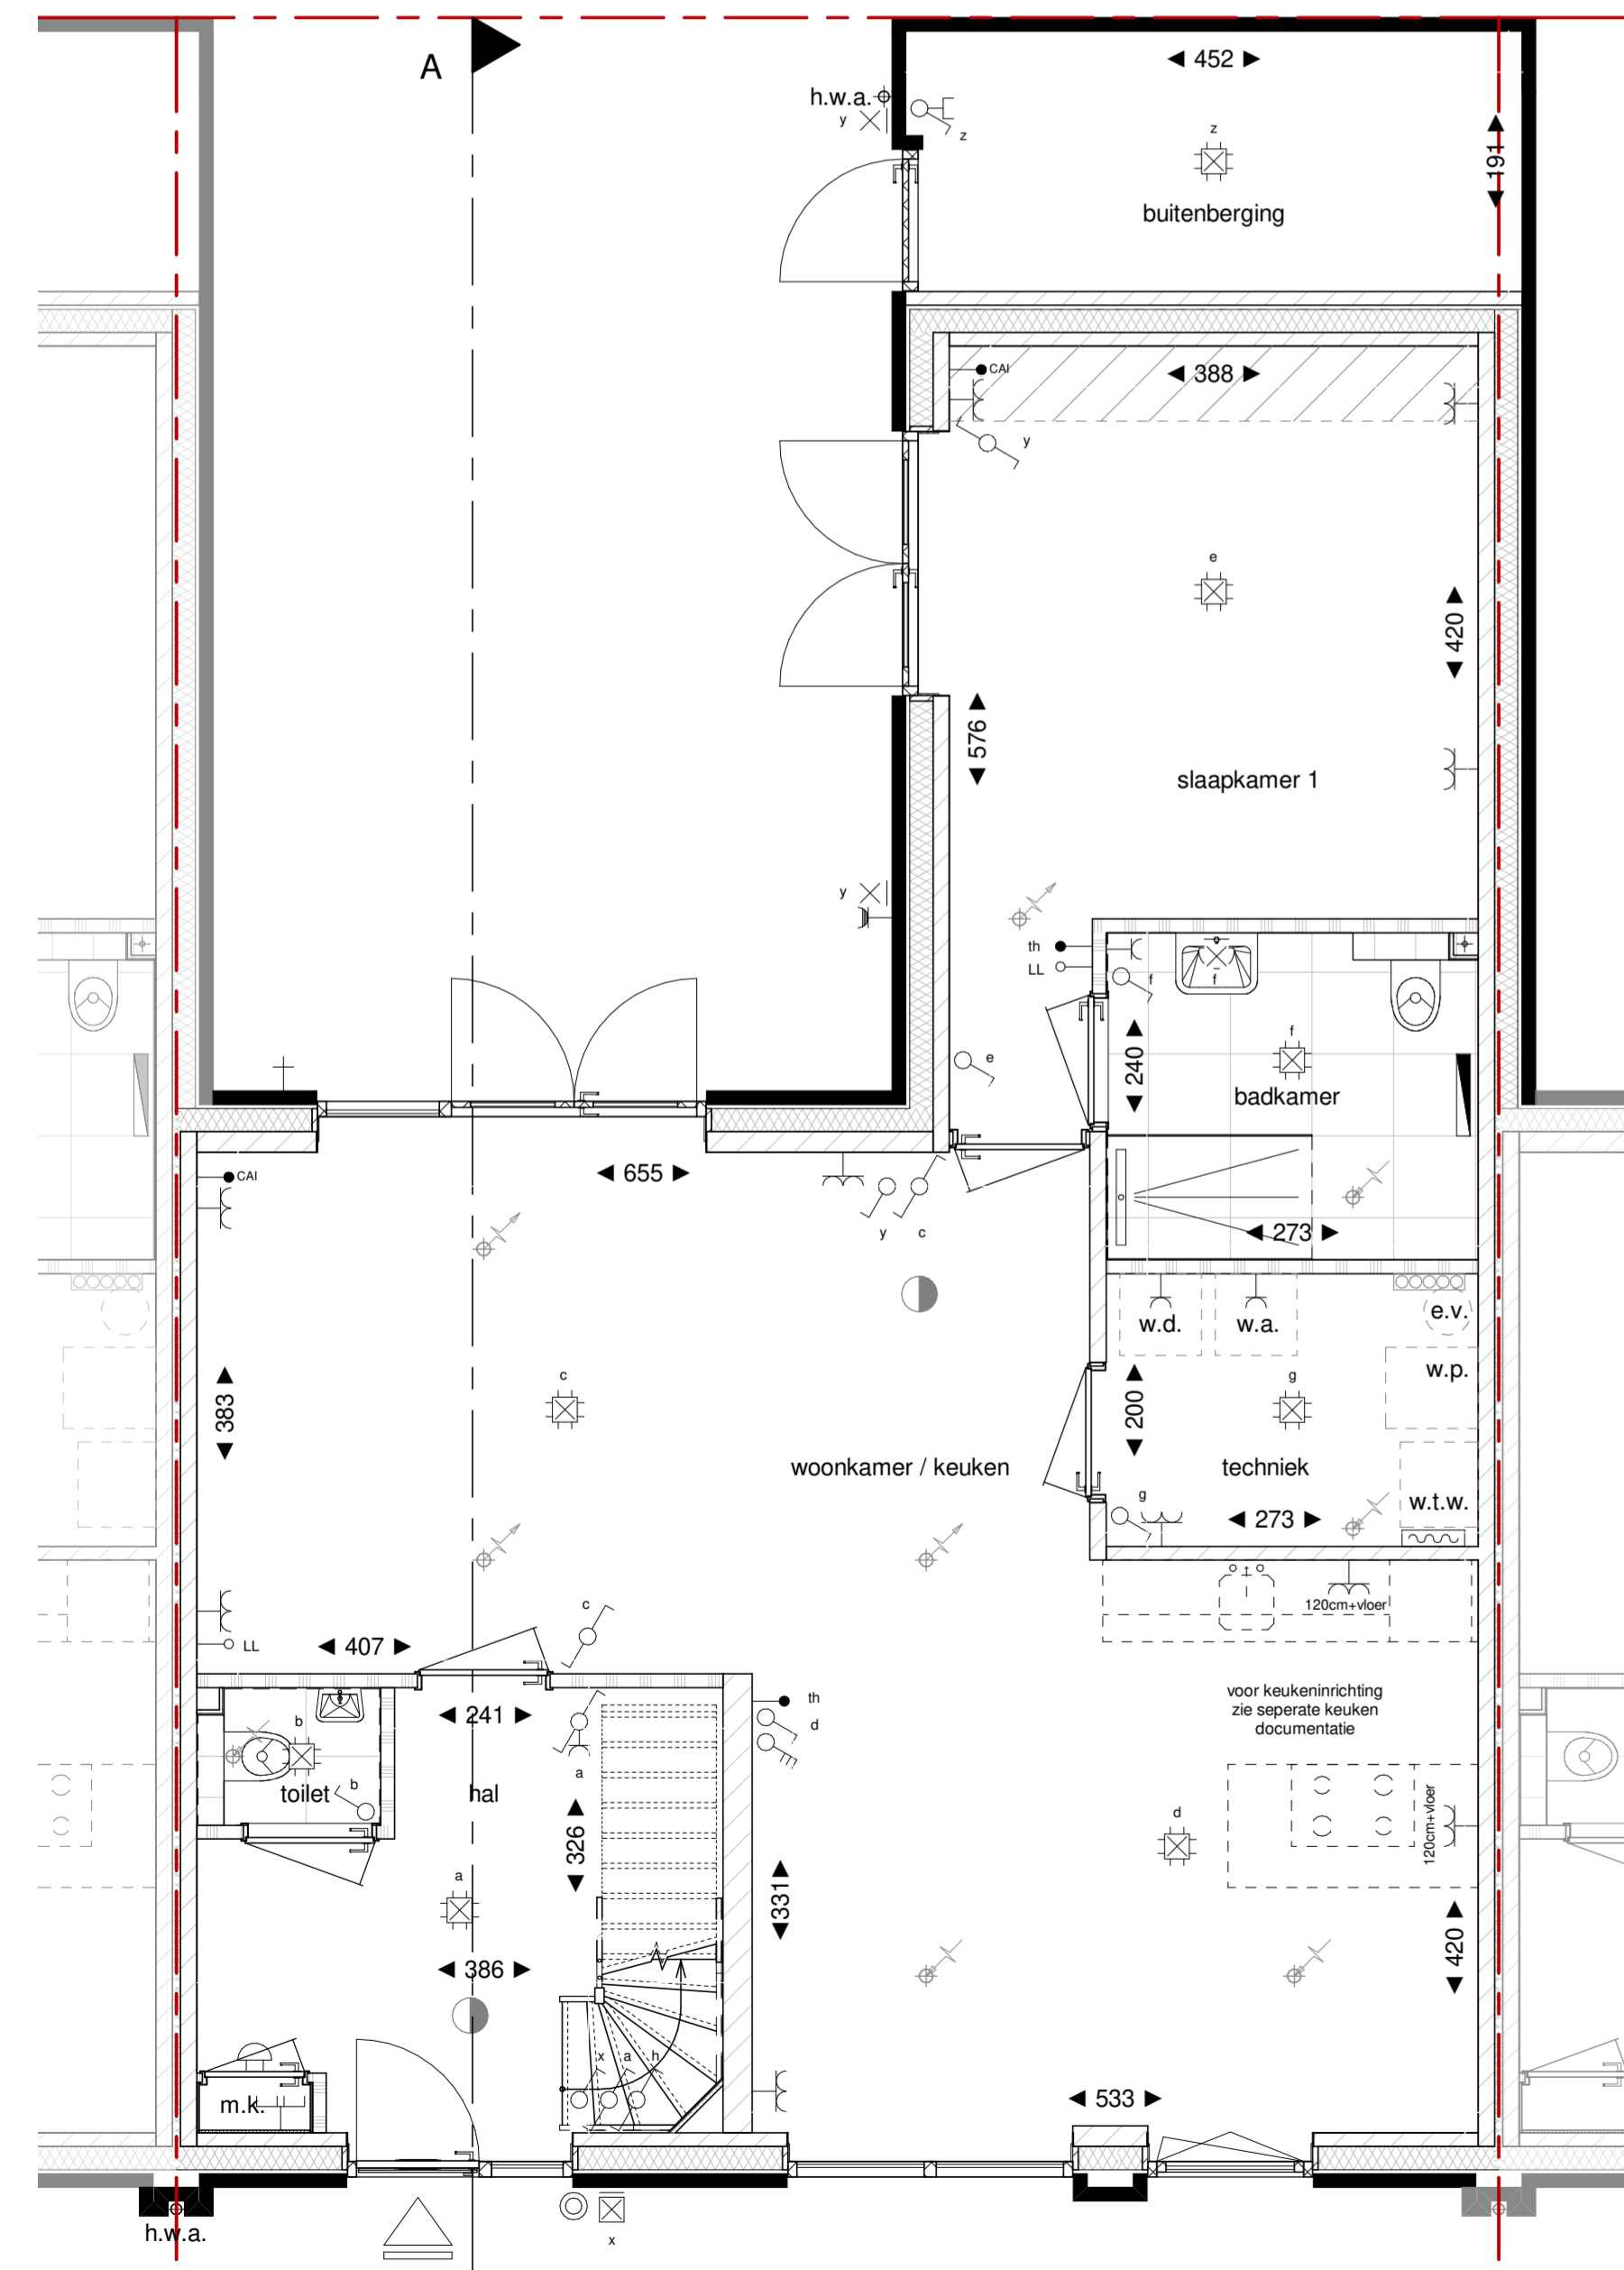 A
452
h.w.a.
y
z
z
191
buitenberging
CAI
388
y
e
420
576
slaapkamer 1
y
th
LL
f
f
f
240
e
badkamer
655
CAI
y
c
273
w.d.
w.a.
e.v.
w.p.
c
g
383
200
woonkamer / keuken
techniek
g
w.t.w.
273
c
120cm+vloer
LL
407
voor keukeninrichting
zie seperate keuken
documentatie
th
d
241
b
a
toilet
b
hal
d
120cm+vloer
326
331
a
420
386
x
a
h
m.k.
533
h.w.a.
x